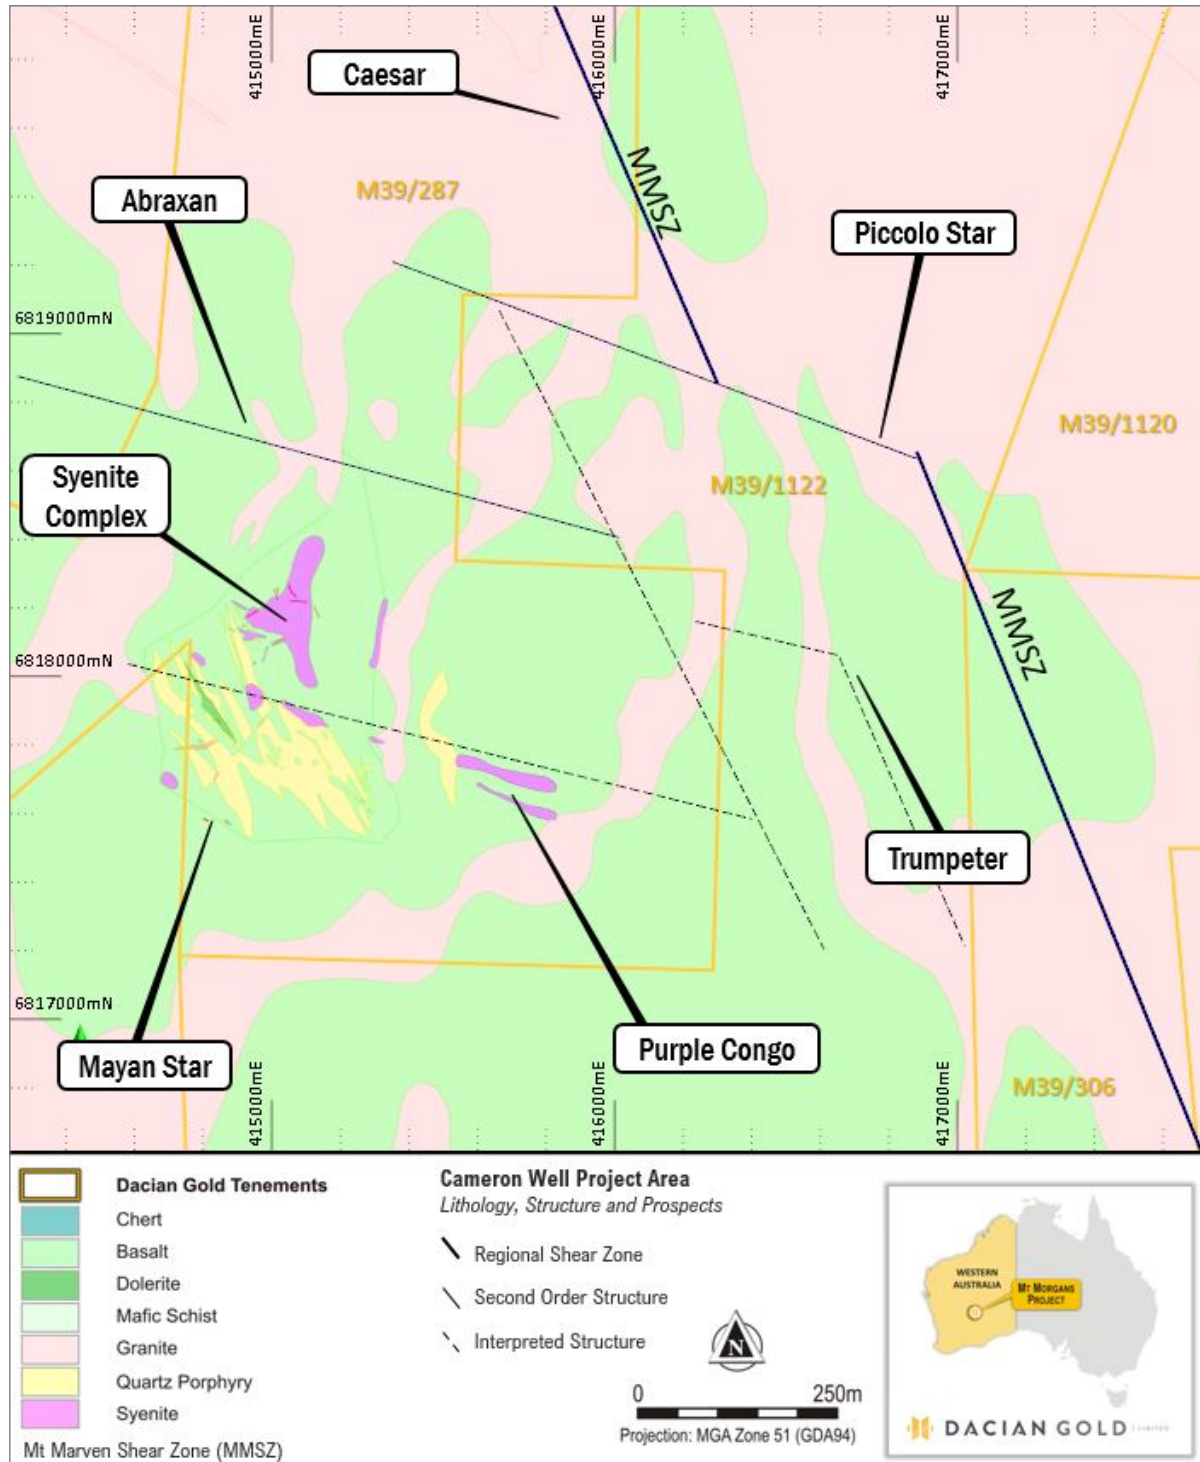 415000mE
416000mE
417000mE
Caesar
MMSZ
Abraxan
M39/287
Piccolo Star
6819000mN
M39/1120
Syenite
Complex
M39/1122
MMSZ
6818000mN
Trumpeter
6817000mN
Mayan Star
Purple Congo
415000mE
416000mE
417000mE
M39/306
Dacian Gold Tenements
Chert
Basalt
Dolerite
Mafic Schist
Granite
Quartz Porphyry
Syenite
Mt Marven Shear Zone (MMSZ)
Cameron Well Project Area
Lithology, Structure and Prospects
Regional Shear Zone
Second Order Structure
Interpreted Structure
N
0 250m
Projection: MGA Zone 51 (GDA94)
WESTERN
AUSTRALIA
MT MORGANS
PROJECT
DACIAN GOLD LIMITED